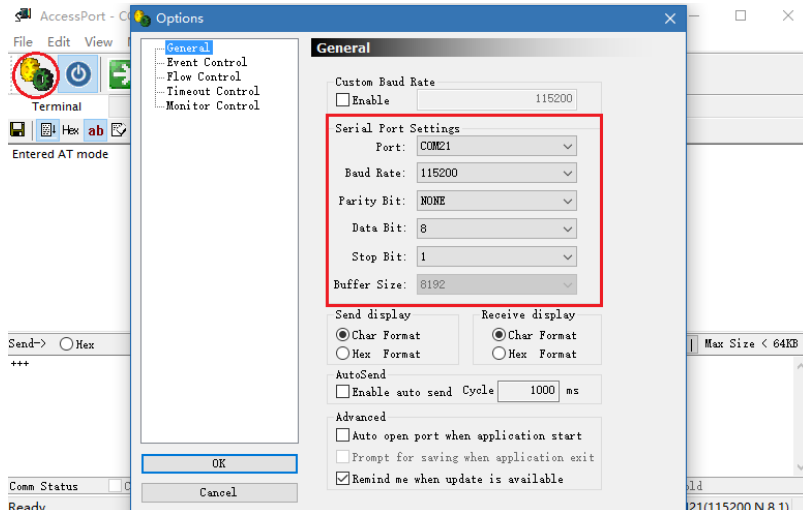 AccessPort - C
Options
File Edit View
Terminal
Hex ab
Entered AT mode
General
Event Control
Flow Control
Timeout Control
Monitor Control
OK
Cancel
General
Custom Baud Rate
Enable 115200
Serial Port Settings
Port: COM21
Baud Rate: 115200
Parity Bit: NONE
Data Bit: 8
Stop Bit: 1
Buffer Size: 8192
Send display
Char Format
Hex Format
Receive display
Char Format
Hex Format
AutoSend
Enable auto send Cycle 1000 ms
Advanced
Auto open port when application start
Prompt for saving when application exit
Remind me when update is available
Send-> Hex
Max Size < 64KB
+++
Comm Status C
old
Ready
21(115200,N,8,1)